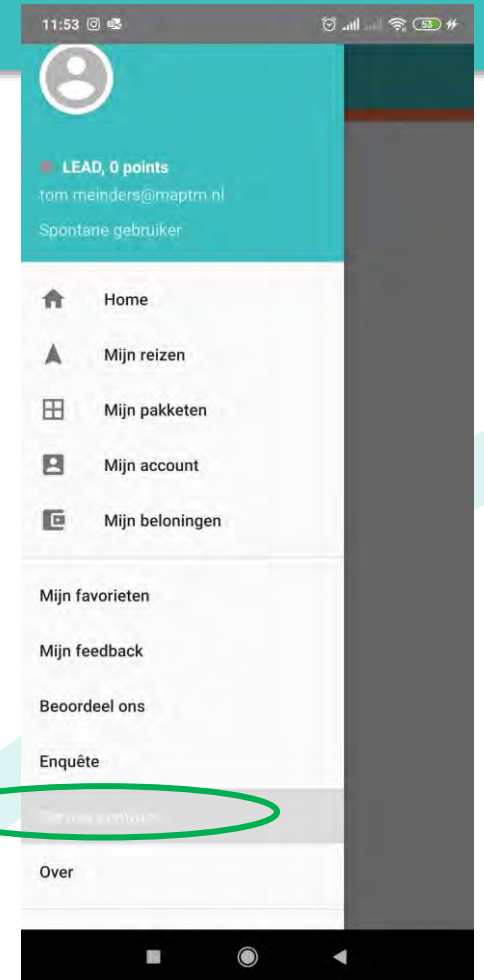 11:53
53
LEAD, 0 points
tom meinders@maptm nl
Spontane gebruiker
Home
Mijn reizen
Mijn pakketen
Mijn account
Mijn beloningen
Mijn favorieten
Mijn feedback
Beoordeel ons
Enquête
Over